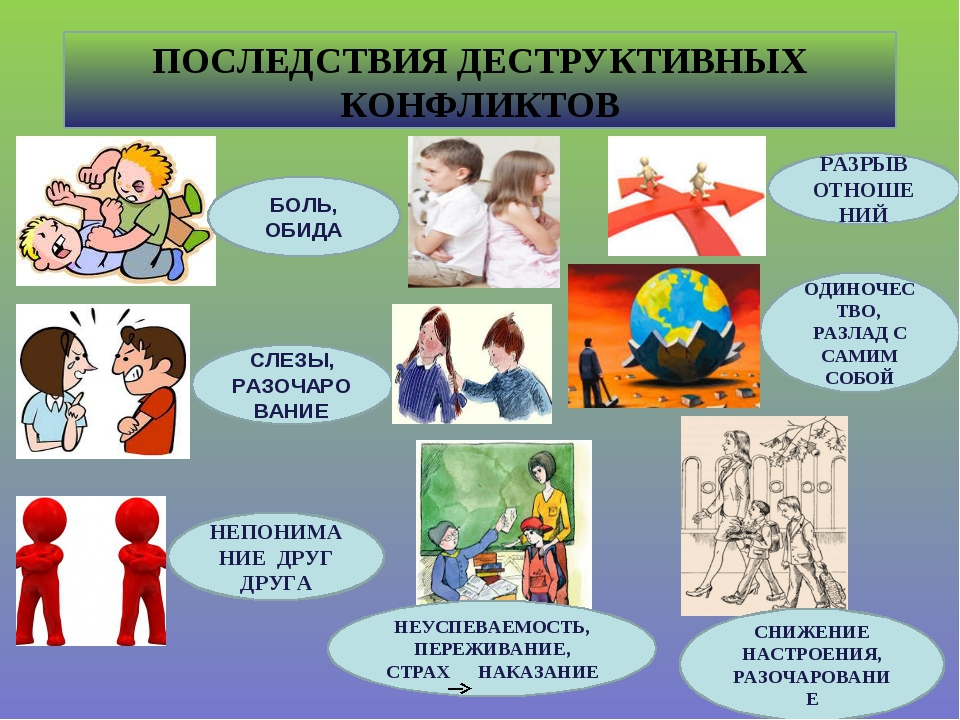 ПОСЛЕДСТВИЯ ДЕСТРУКТИВНЫХ
КОНФЛИКТОВ
БОЛЬ,
ОБИДА
РАЗРЫВ
ОТНОШЕ
НИЙ
ОДИНОЧЕС
ТВО,
РАЗЛАД С
САМИМ
СОБОЙ
СЛЕЗЫ,
РАЗОЧАРО
ВАНИЕ
НЕПОНИМА
НИЕ ДРУГ
ДРУГА
НЕУСПЕВАЕМОСТЬ,
ПЕРЕЖИВАНИЕ,
СТРАХ НАКАЗАНИЕ
СНИЖЕНИЕ
НАСТРОЕНИЯ,
РАЗОЧАРОВАНИ
Е